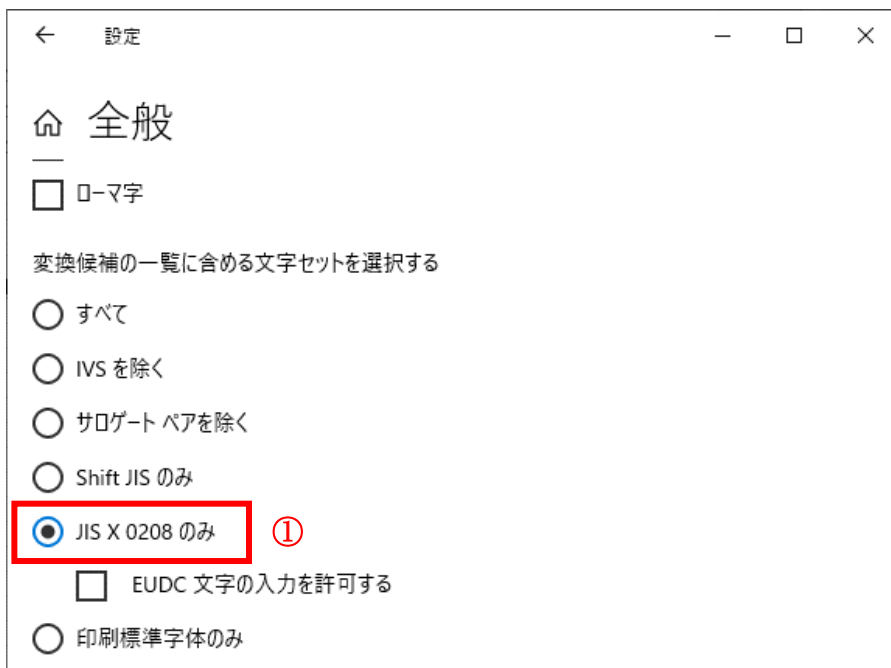 設定
全般
ローマ字
変換候補の一覧に含める文字セットを選択する
すべて
IVS を除く
サロゲート ペアを除く
Shift JIS のみ
JIS X 0208 のみ ①
EUDC 文字の入力を許可する
印刷標準字体のみ